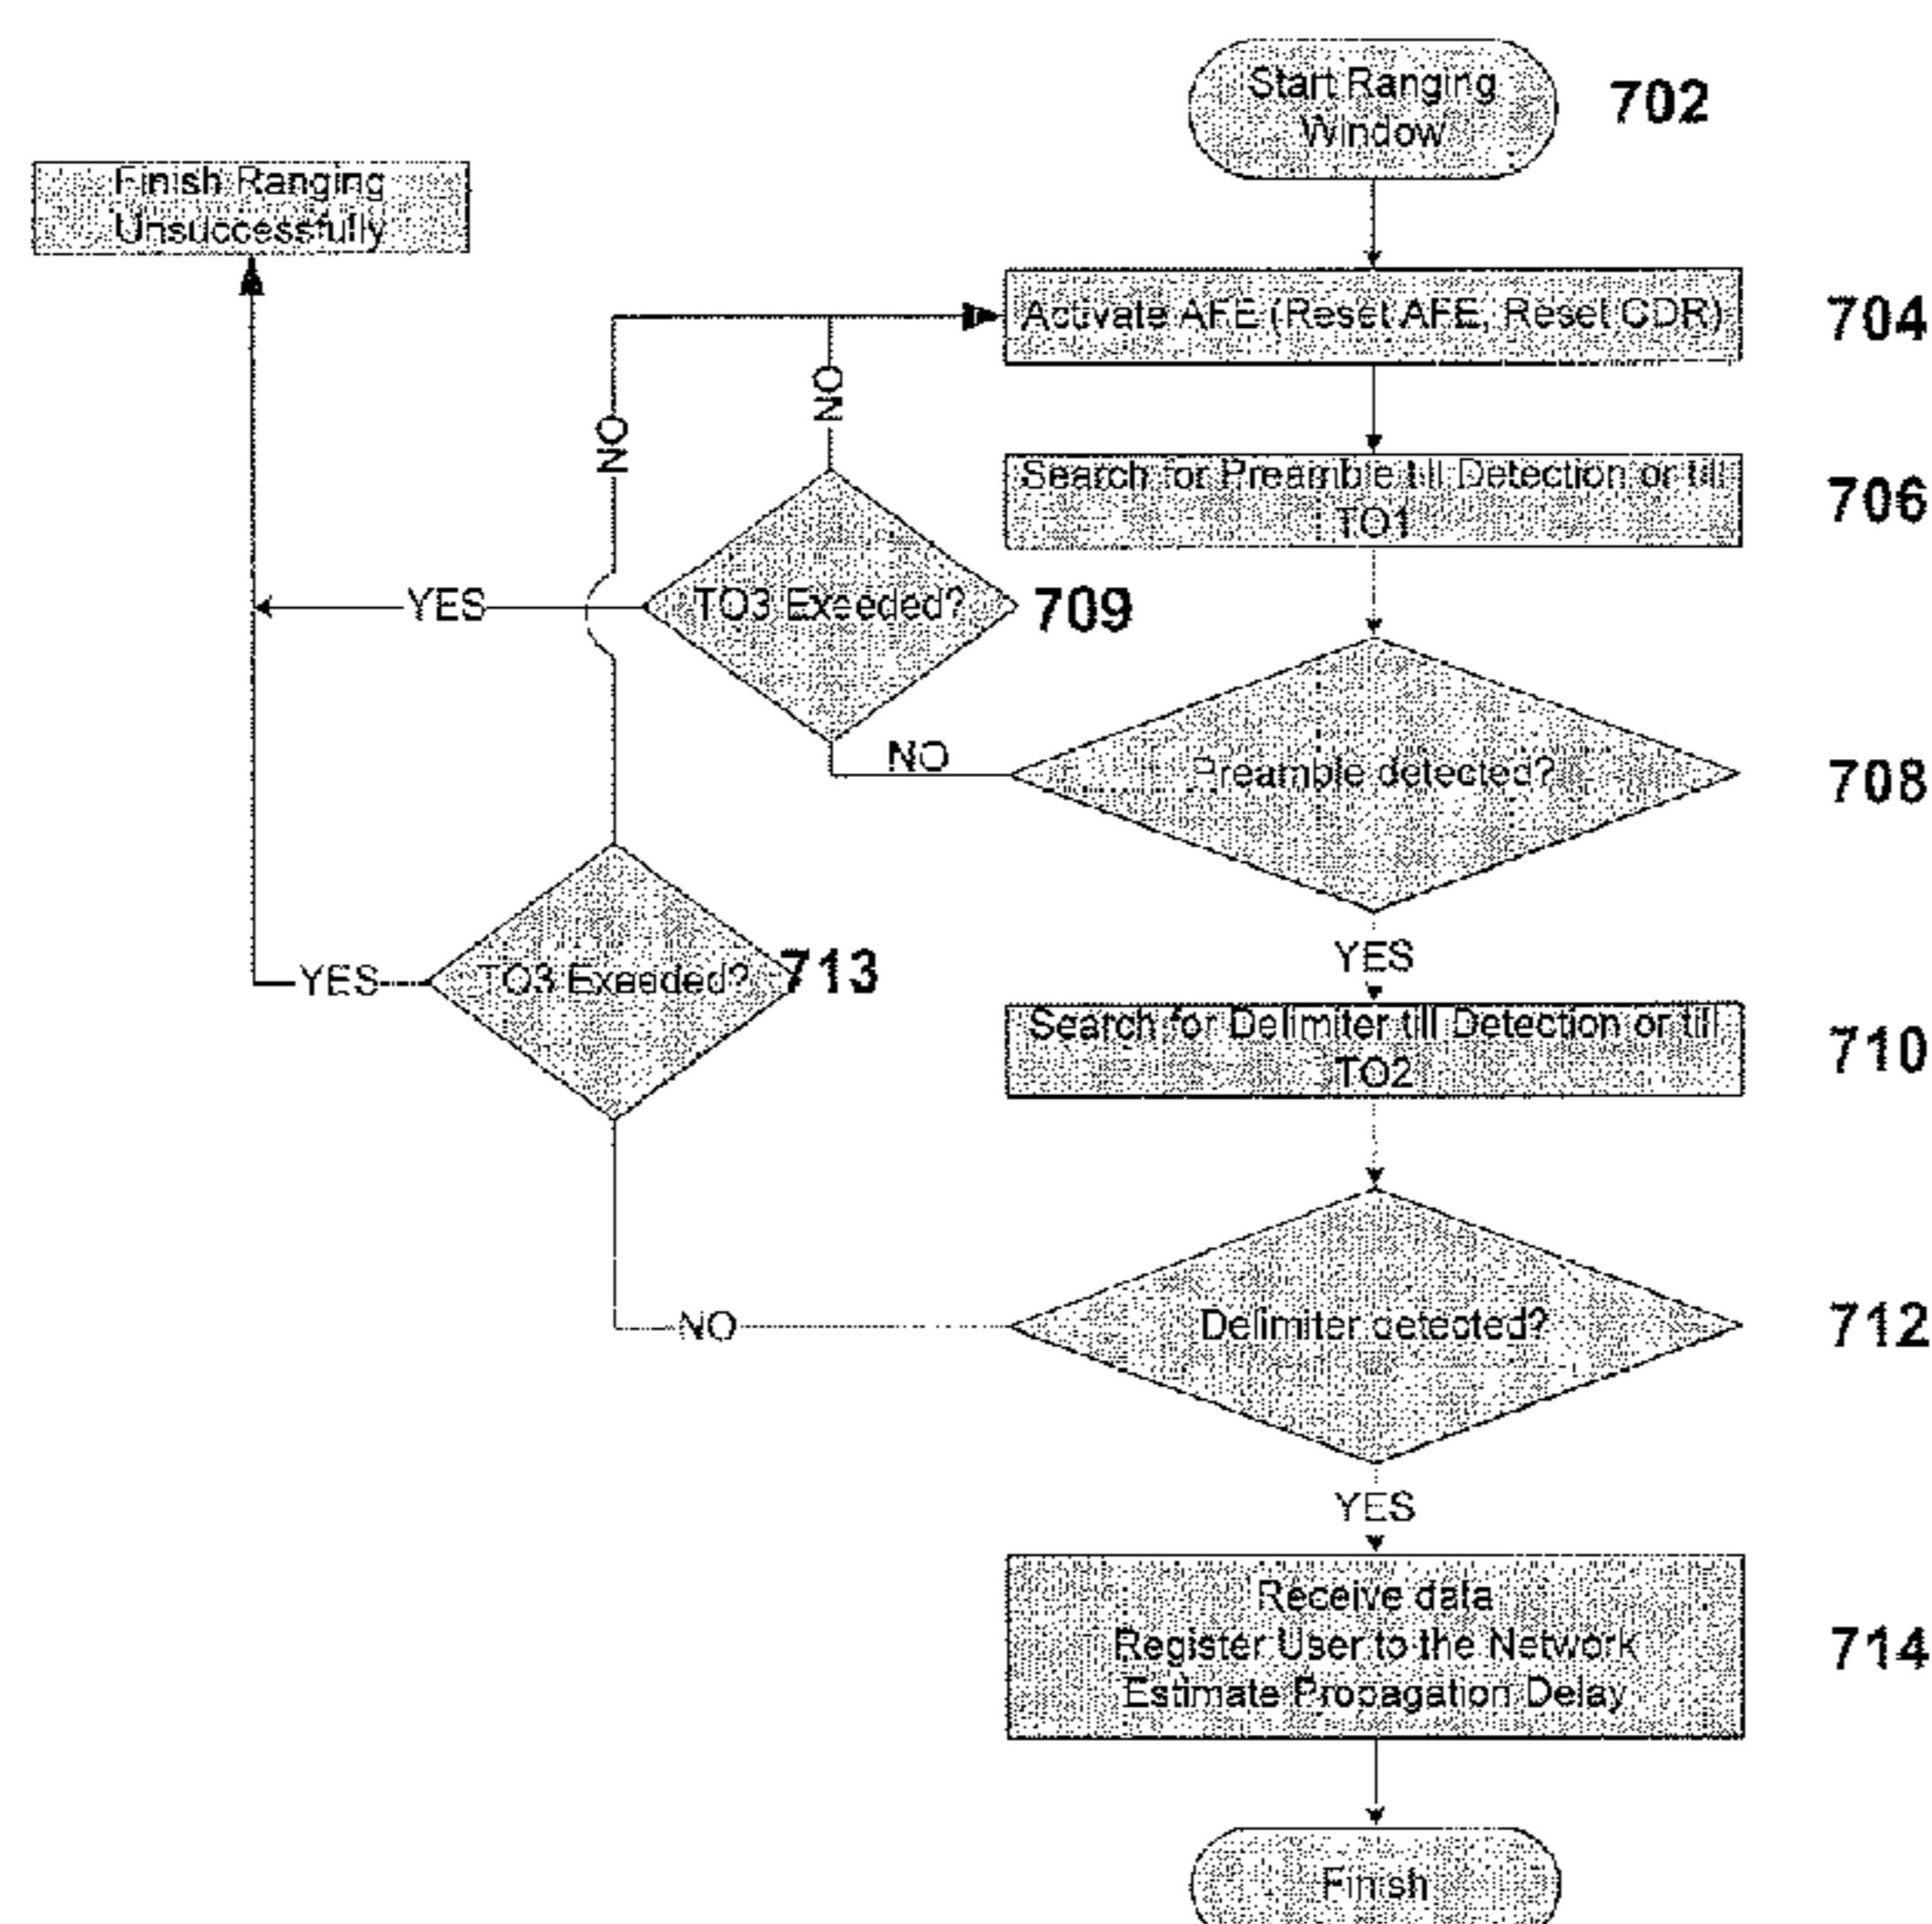 Start Ranging
Window
702
Finish Ranging
Unsuccessfully
Activate AFE (Reset AFE, Reset CDR)
704
NO
NO
Search for Preamble till Detection or till
TO1
706
YES
TO3 Exeeded?
709
NO
Preamble detected?
708
YES
YES
TO3 Exeeded?
713
Search for Delimiter till Detection or till
TO2
710
NO
Delimiter detected?
712
YES
Receive data
Register User to the Network
Estimate Propagation Delay
714
Finish